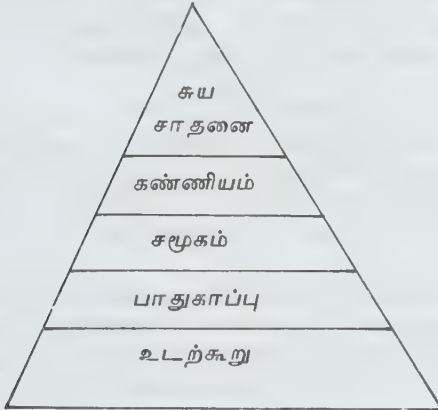 சுய
சாதனை
கண்ணியம்
சமூகம்
பாதுகாப்பு
உடற்கூறு